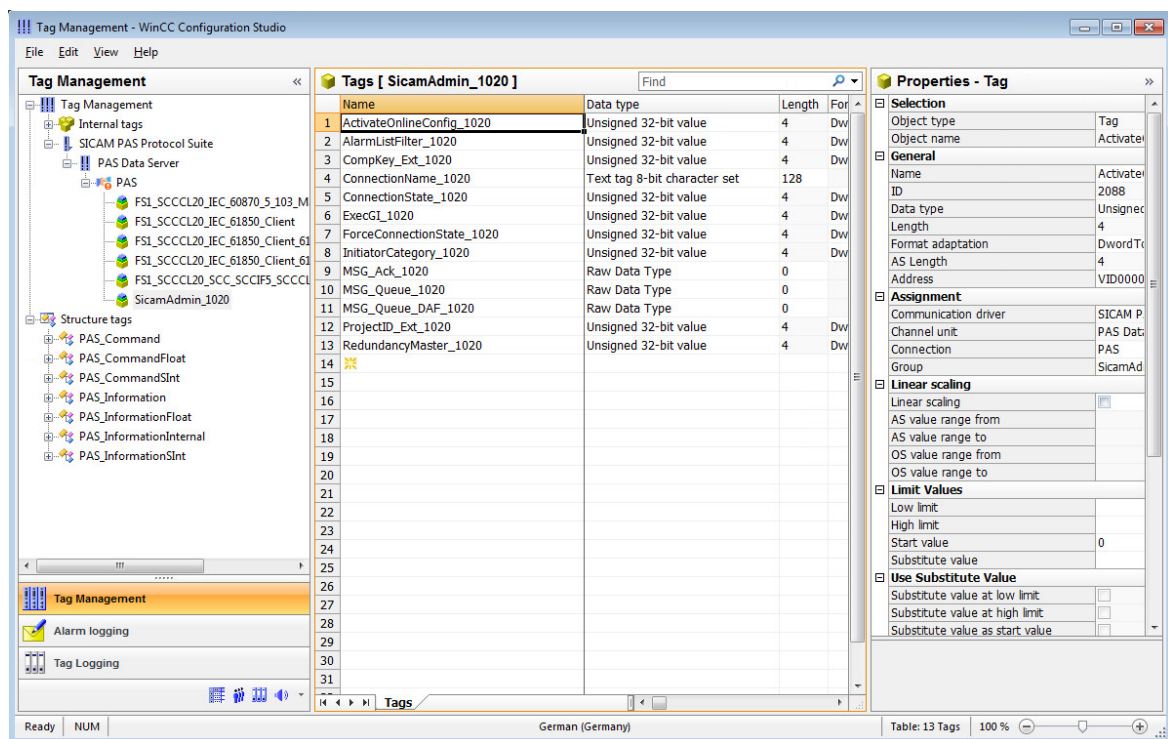 Tag Management - WinCC Configuration Studio
File Edit View Help
Tag Management «
Tag Management
Internal tags
SICAM PAS Protocol Suite
PAS Data Server
PAS
FS1_SCCCL20_IEC_60870_5_103_M
FS1_SCCCL20_IEC_61850_Client
FS1_SCCCL20_IEC_61850_Client_61
FS1_SCCCL20_IEC_61850_Client_61
FS1_SCCCL20_SCC_SCCIF5_SCCCL
SicamAdmin_1020
Structure tags
PAS_Command
PAS_CommandFloat
PAS_CommandSInt
PAS_Information
PAS_InformationFloat
PAS_InformationInternal
PAS_InformationSInt
Tag Management
Alarm logging
Tag Logging
Tags [ SicamAdmin_1020 ] Find
Name Data type Length For
1 ActivateOnlineConfig_1020 Unsigned 32-bit value 4 Dw
2 AlarmListFilter_1020 Unsigned 32-bit value 4 Dw
3 CompKey_Ext_1020 Unsigned 32-bit value 4 Dw
4 ConnectionName_1020 Text tag 8-bit character set 128
5 ConnectionState_1020 Unsigned 32-bit value 4 Dw
6 ExecGI_1020 Unsigned 32-bit value 4 Dw
7 ForceConnectionState_1020 Unsigned 32-bit value 4 Dw
8 InitiatorCategory_1020 Unsigned 32-bit value 4 Dw
9 MSG_Ack_1020 Raw Data Type 0
10 MSG_Queue_1020 Raw Data Type 0
11 MSG_Queue_DAF_1020 Raw Data Type 0
12 ProjectID_Ext_1020 Unsigned 32-bit value 4 Dw
13 RedundancyMaster_1020 Unsigned 32-bit value 4 Dw
14
15
16
17
18
19
20
21
22
23
24
25
26
27
28
29
30
31
Tags
Properties - Tag »
Selection
Object type Tag
Object name Activate
General
Name Activate
ID 2088
Data type Unsigned
Length 4
Format adaptation DwordTo
AS Length 4
Address VID0000
Assignment
Communication driver SICAM P
Channel unit PAS Data
Connection PAS
Group SicamAd
Linear scaling
Linear scaling
AS value range from
AS value range to
OS value range from
OS value range to
Limit Values
Low limit
High limit
Start value 0
Substitute value
Use Substitute Value
Substitute value at low limit
Substitute value at high limit
Substitute value as start value
Ready NUM German (Germany) Table: 13 Tags 100 %